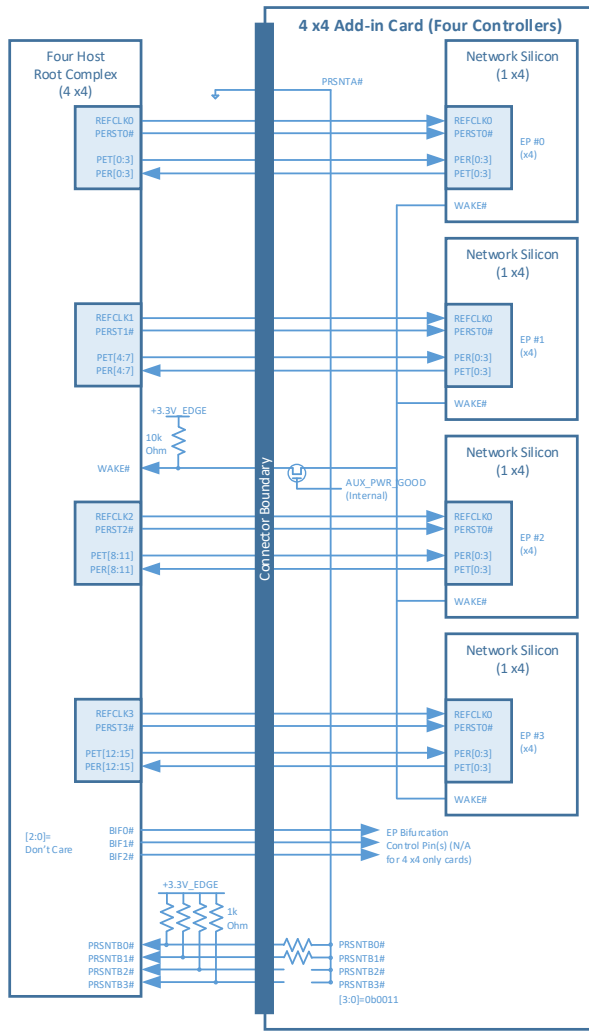 4 x4 Add-in Card (Four Controllers)
Four Host
Root Complex
(4 x4)
PRSNTA#
Network Silicon
(1 x4)
REFCLK0
PERST0#
PET[0:3]
PER[0:3]
REFCLK0
PERST0#
PER[0:3]
PET[0:3]
EP #0
(x4)
WAKE#
Network Silicon
(1 x4)
REFCLK1
PERST1#
PET[4:7]
PER[4:7]
REFCLK0
PERST0#
PER[0:3]
PET[0:3]
EP #1
(x4)
WAKE#
+3.3V_EDGE
10k
Ohm
WAKE#
Connector Boundary
AUX_PWR_GOOD
(Internal)
Network Silicon
(1 x4)
REFCLK2
PERST2#
PET[8:11]
PER[8:11]
REFCLK0
PERST0#
PER[0:3]
PET[0:3]
EP #2
(x4)
WAKE#
Network Silicon
(1 x4)
REFCLK3
PERST3#
PET[12:15]
PER[12:15]
REFCLK0
PERST0#
PER[0:3]
PET[0:3]
EP #3
(x4)
WAKE#
[2:0]=
Don't Care
BIF0#
BIF1#
BIF2#
EP Bifurcation
Control Pin(s) (N/A
for 4 x4 only cards)
+3.3V_EDGE
1k
Ohm
PRSNTB0#
PRSNTB1#
PRSNTB2#
PRSNTB3#
PRSNTB0#
PRSNTB1#
PRSNTB2#
PRSNTB3#
[3:0]=0b0011